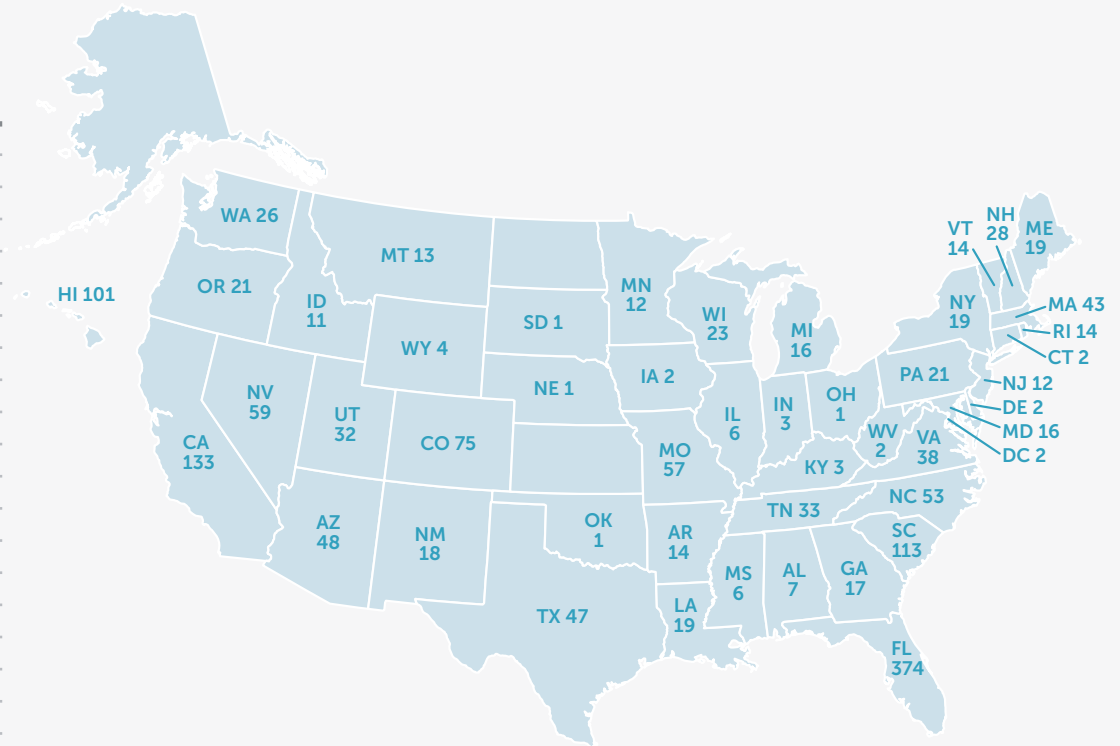 WA 26
MT 13
OR 21
ID
11
HI 101
WY 4
SD 1
NE 1
MN
12
WI
23
MI
16
IA 2
NV
59
UT
32
CO 75
CA
133
AZ
48
NM
18
OK
1
TX 47
MO
57
AR
14
LA
19
IL
6
IN
3
OH
1
KY 3
TN 33
MS
6
AL
7
GA
17
FL
374
SC
113
NC 53
WV
2
VA
38
PA 21
NY
19
VT
14
NH
28
ME
19
MA 43
RI 14
CT 2
NJ 12
DE 2
MD 16
DC 2